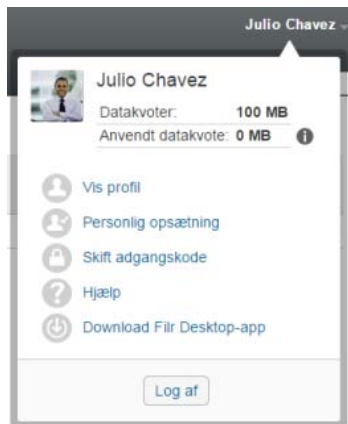 Julio Chavez
Julio Chavez
Datakvoter: 100 MB
Anvendt datakvote: 0 MB
Vis profil
Personlig opsætning
Skift adgangskode
Hjælp
Download Filr Desktop-app
Log af